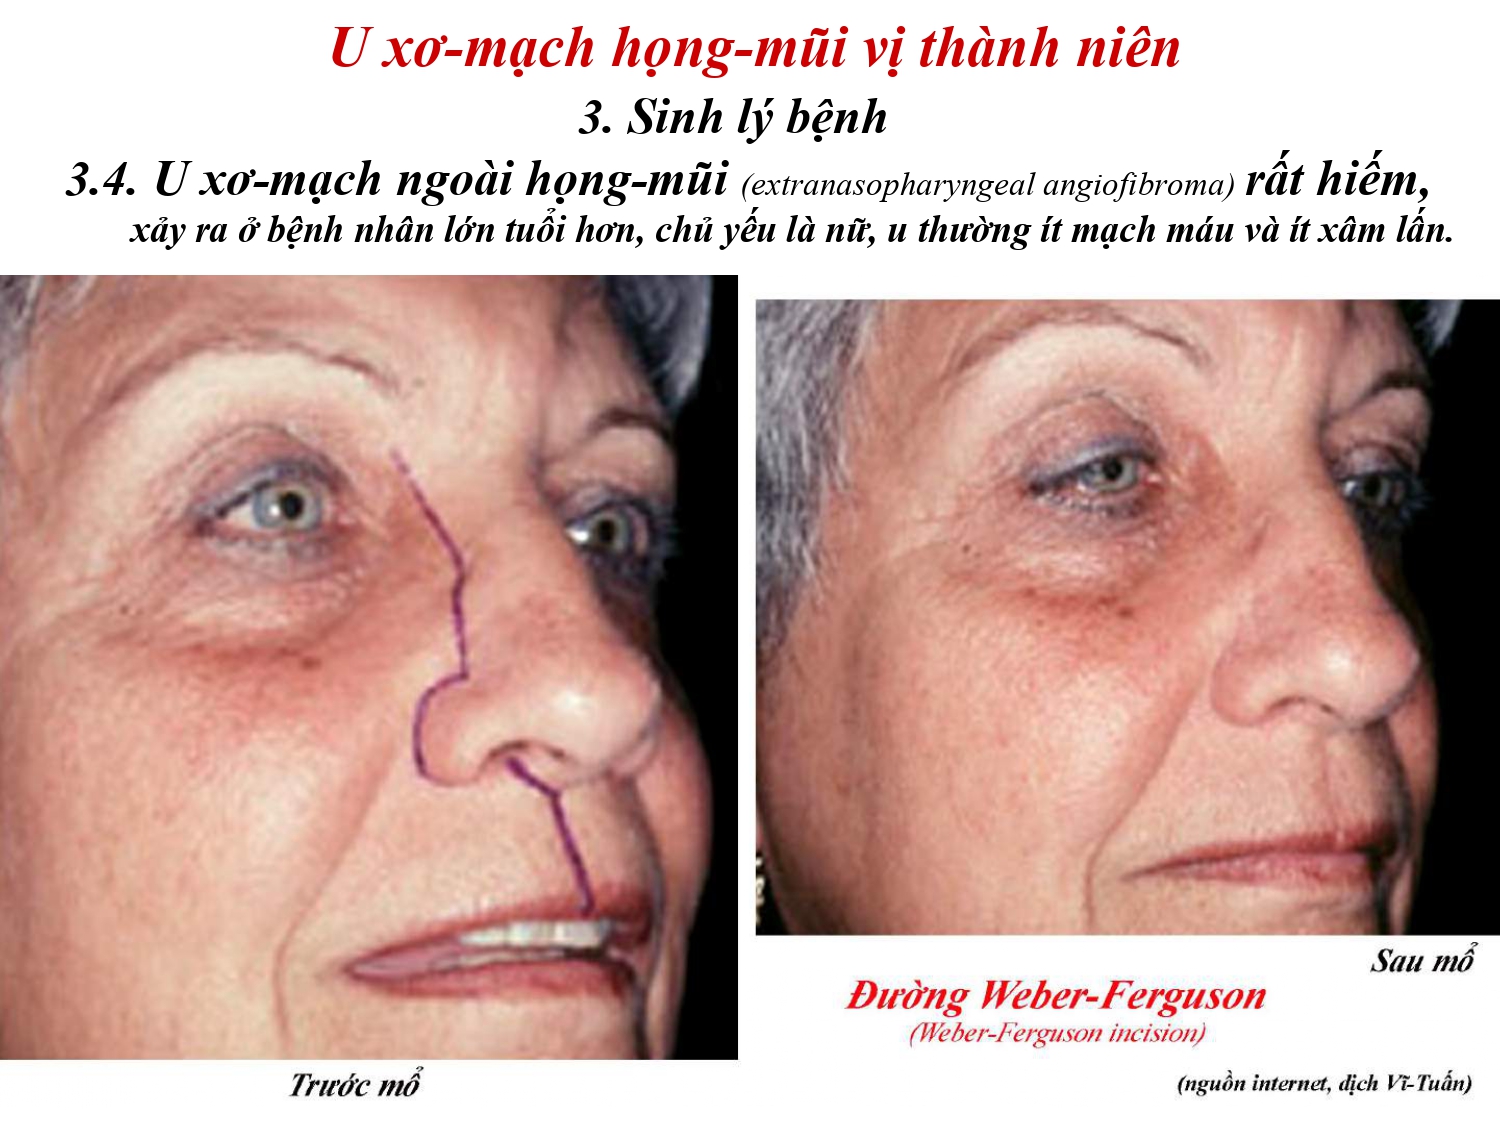 U xơ-mạch họng-mũi vị thành niên
3. Sinh lý bệnh
3.4. U xơ-mạch ngoài họng-mũi (extranasopharyngeal angiofibroma) rất hiếm,
xảy ra ở bệnh nhân lớn tuổi hơn, chủ yếu là nữ, u thường ít mạch máu và ít xâm lấn.
Sau mổ
Đường Weber-Ferguson
(Weber-Ferguson incision)
Trước mổ
(nguồn internet, dịch Vĩ-Tuấn)